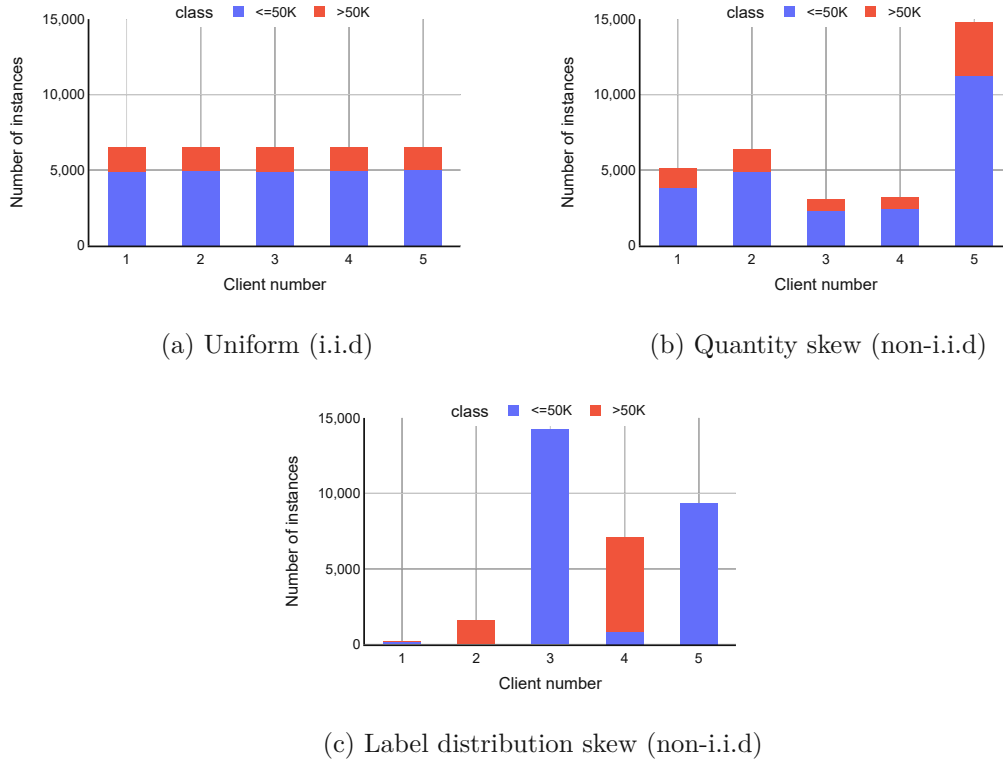 class <=50K >50K
15,000
10,000
5,000
0
Number of instances
1 2 3 4 5
Client number
(a) Uniform (i.i.d)
class <=50K >50K
15,000
10,000
5,000
0
Number of instances
1 2 3 4 5
Client number
(b) Quantity skew (non-i.i.d)
class <=50K >50K
15,000
10,000
5,000
0
Number of instances
1 2 3 4 5
Client number
(c) Label distribution skew (non-i.i.d)